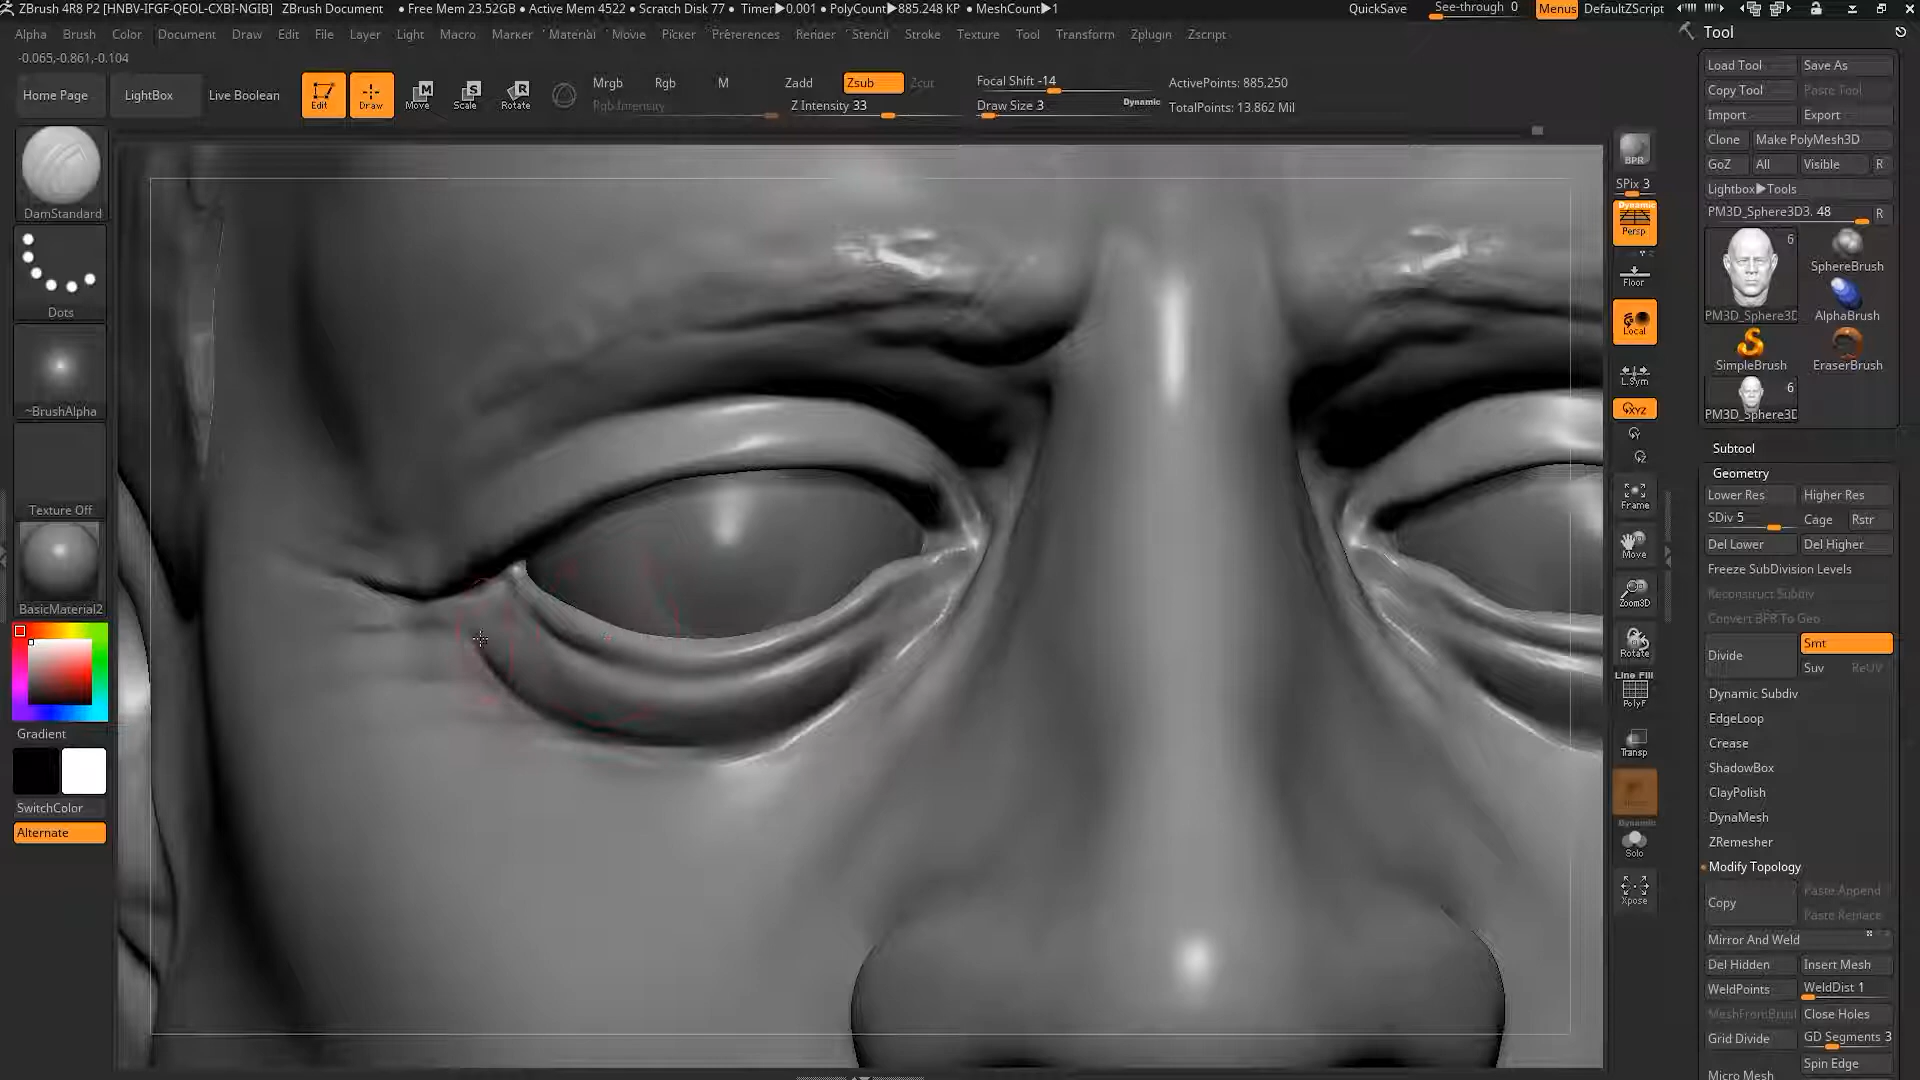 ZBrush 4R8 P2 [HNBV-IFGF-QEOL-CXBI-NGIB] ZBrush Document • Free Mem 23.52GB • Active Mem 4522 • Scratch Disk 77 • Timer▶0.001 • PolyCount▶885.248 KP • MeshCount▶1 QuickSave See-through 0 Menus DefaultZScript
Alpha Brush Color Document Draw Edit File Layer Light Macro Marker Material Movie Picker Preferences Render Stencil Stroke Texture Tool Transform Zplugin Zscript
-0.065,-0.861,-0.104
Home Page LightBox Live Boolean Edit Draw Move Scale Rotate
Mrgb Rgb M Zadd Zsub Zcut Focal Shift -14 ActivePoints: 885,250
Rgb Intensity Z Intensity 33 Draw Size 3 Dynamic TotalPoints: 13.862 Mil
DamStandard
Dots
~BrushAlpha
Texture Off
BasicMaterial2
Gradient
SwitchColor
Alternate
BPR
SPix 3
Dynamic
Persp
Floor
Local
L.Sym
XYZ
Frame
Move
Zoom3D
Rotate
Line Fill
PolyF
Transp
Dynamic
Solo
Xpose
Tool
Load Tool Save As
Copy Tool Paste Tool
Import Export
Clone Make PolyMesh3D
GoZ All Visible R
Lightbox▶Tools
PM3D_Sphere3D3. 48 R
6
SphereBrush
PM3D_Sphere3D AlphaBrush
SimpleBrush EraserBrush
6
PM3D_Sphere3D
Subtool
Geometry
Lower Res Higher Res
SDiv 5 Cage Rstr
Del Lower Del Higher
Freeze SubDivision Levels
Reconstruct Subdiv
Convert BPR To Geo
Divide Smt
Suv ReUV
Dynamic Subdiv
EdgeLoop
Crease
ShadowBox
ClayPolish
DynaMesh
ZRemesher
Modify Topology
Copy Paste Append
Paste Replace
Mirror And Weld
Del Hidden Insert Mesh
WeldPoints WeldDist 1
MeshFromBrus Close Holes
Grid Divide GD Segments 3
Micro Mesh Spin Edge